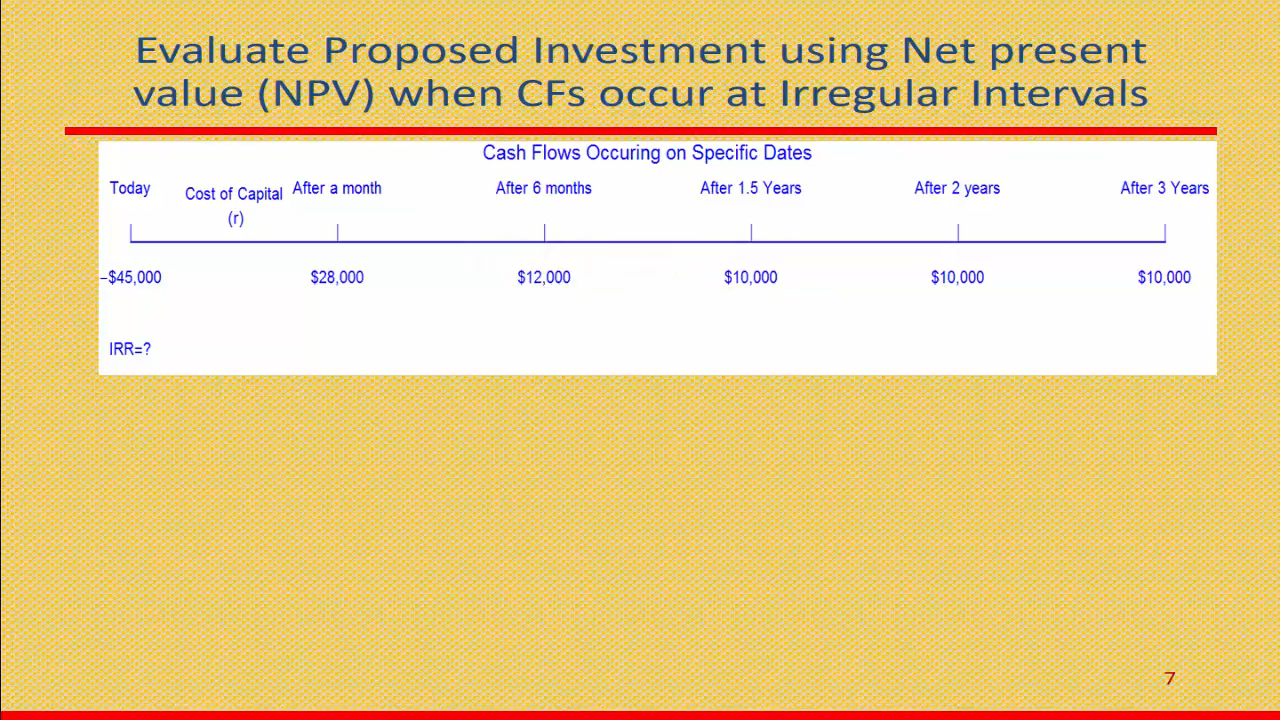 Evaluate Proposed Investment using Net present
value (NPV) when CFs occur at Irregular Intervals
Cash Flows Occuring on Specific Dates
Today Cost of Capital After a month After 6 months After 1.5 Years After 2 years After 3 Years
(r)
–$45,000 $28,000 $12,000 $10,000 $10,000 $10,000
IRR=?
7